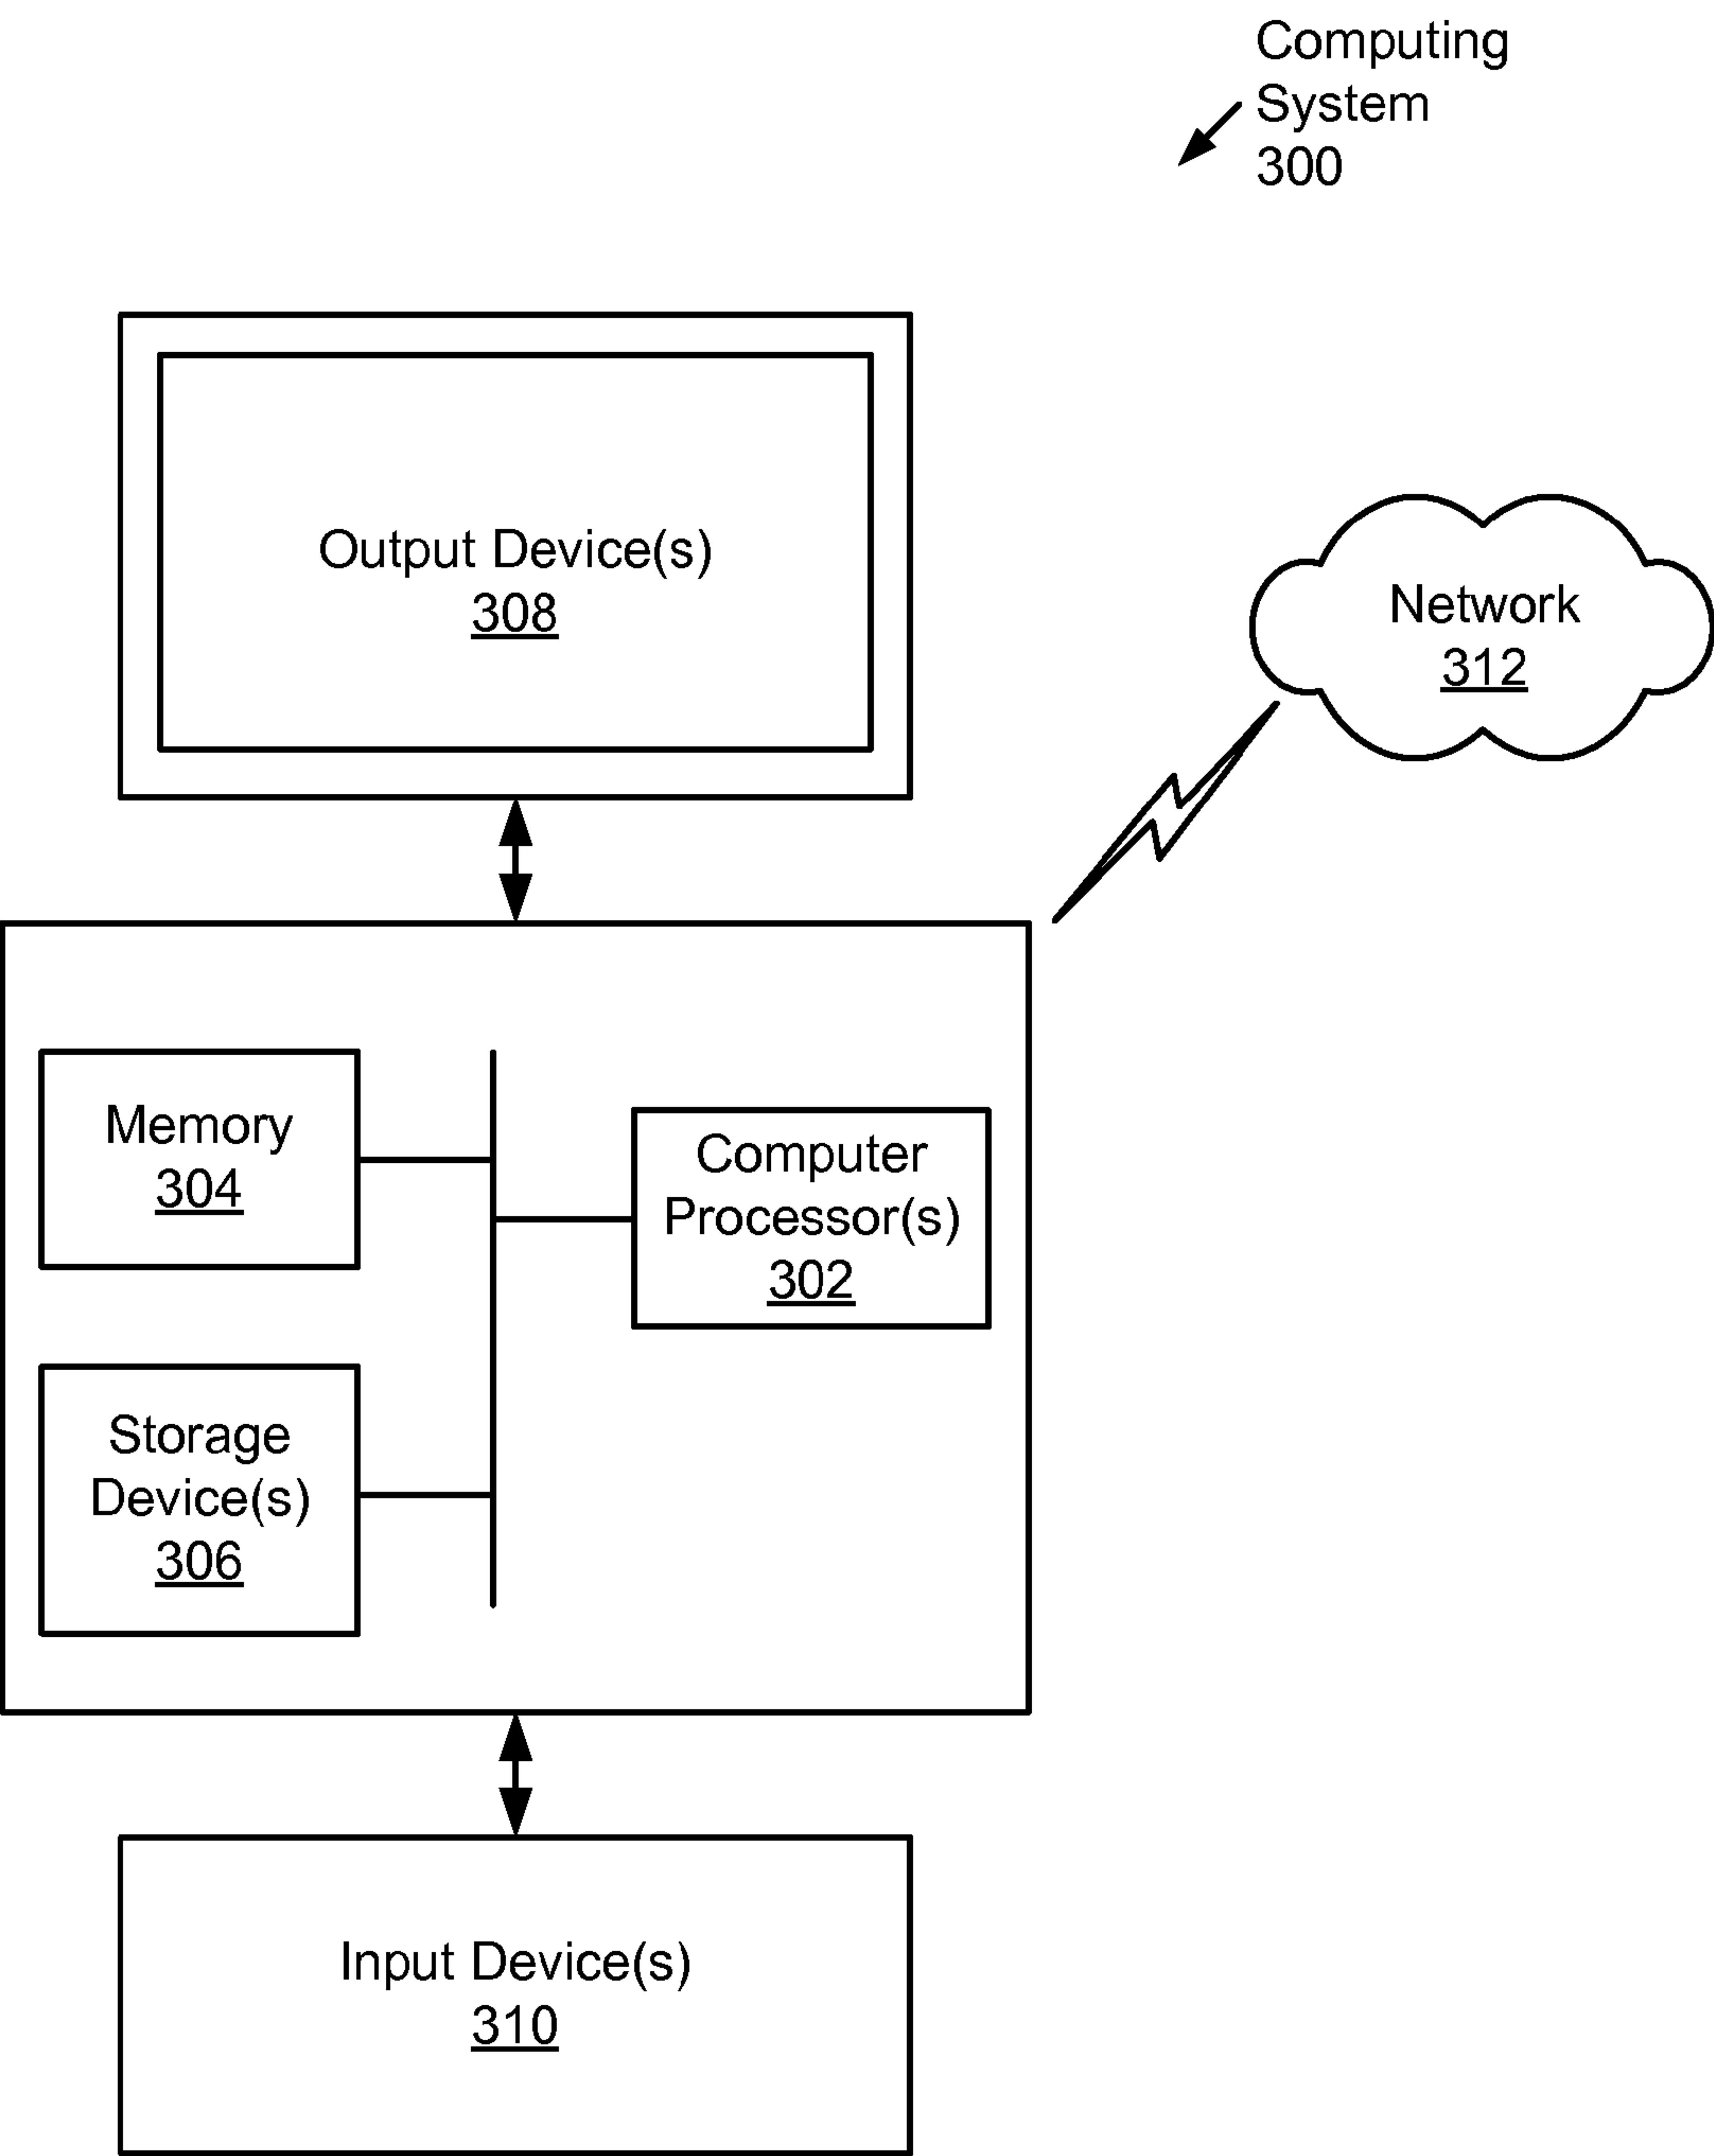 Computing
System
300
Output Device(s)
308
Network
312
Memory
304
Computer
Processor(s)
302
Storage
Device(s)
306
Input Device(s)
310